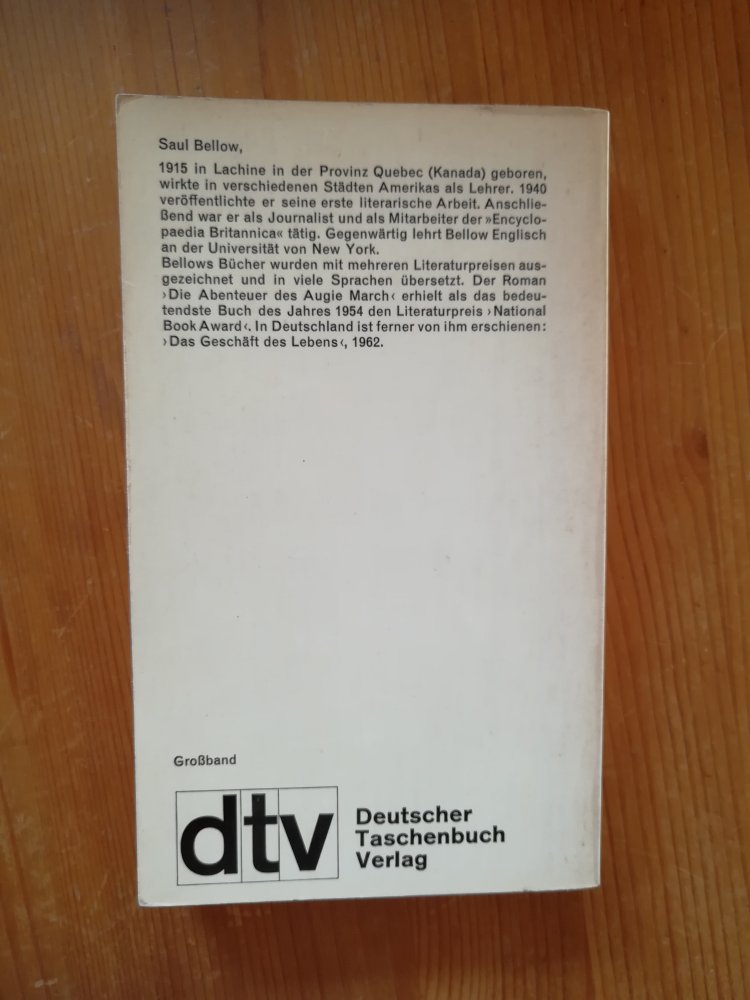 Saul Bellow,
1915 in Lachine in der Provinz Quebec (Kanada) geboren,
wirkte in verschiedenen Städten Amerikas als Lehrer. 1940
veröffentlichte er seine erste literarische Arbeit. Anschlie-
ßend war er als Journalist und als Mitarbeiter der »Encyclo-
paedia Britannica« tätig. Gegenwärtig lehrt Bellow Englisch
an der Universität von New York.
Bellows Bücher wurden mit mehreren Literaturpreisen aus-
gezeichnet und in viele Sprachen übersetzt. Der Roman
›Die Abenteuer des Augie March‹ erhielt als das bedeu-
tendste Buch des Jahres 1954 den Literaturpreis ›National
Book Award‹. In Deutschland ist ferner von ihm erschienen:
›Das Geschäft des Lebens‹, 1962.
Großband
dtv
Deutscher
Taschenbuch
Verlag